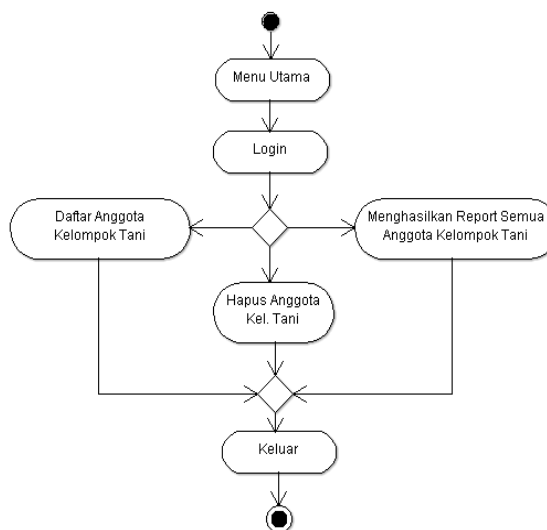 Menu Utama
Login
Daftar Anggota
Kelompok Tani
Menghasilkan Report Semua
Anggota Kelompok Tani
Hapus Anggota
Kel. Tani
Keluar